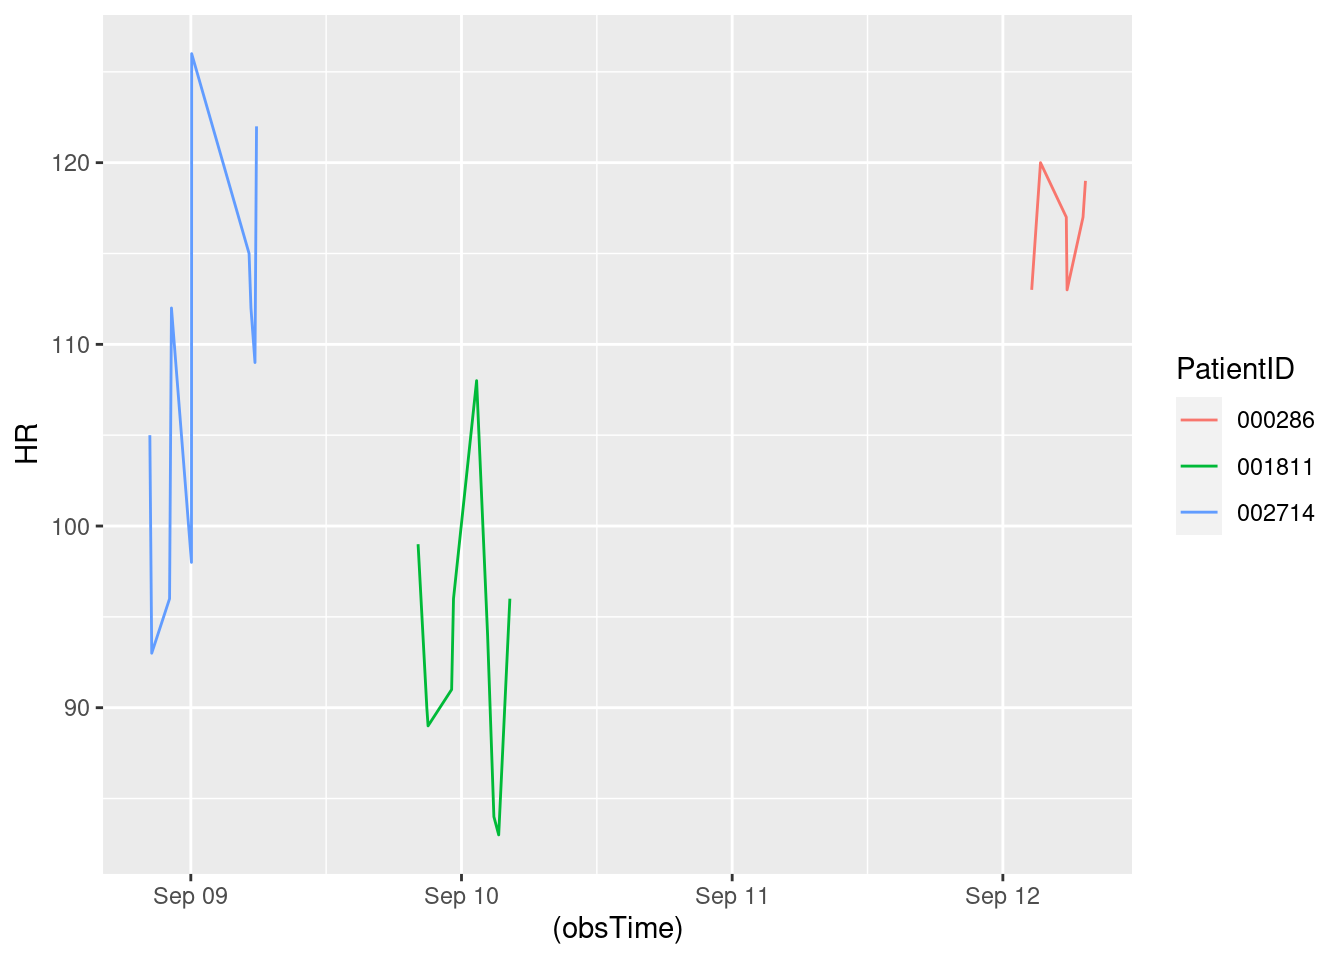 120
110
100
90
HR
Sep 09
Sep 10
Sep 11
Sep 12
(obsTime)
PatientID
000286
001811
002714